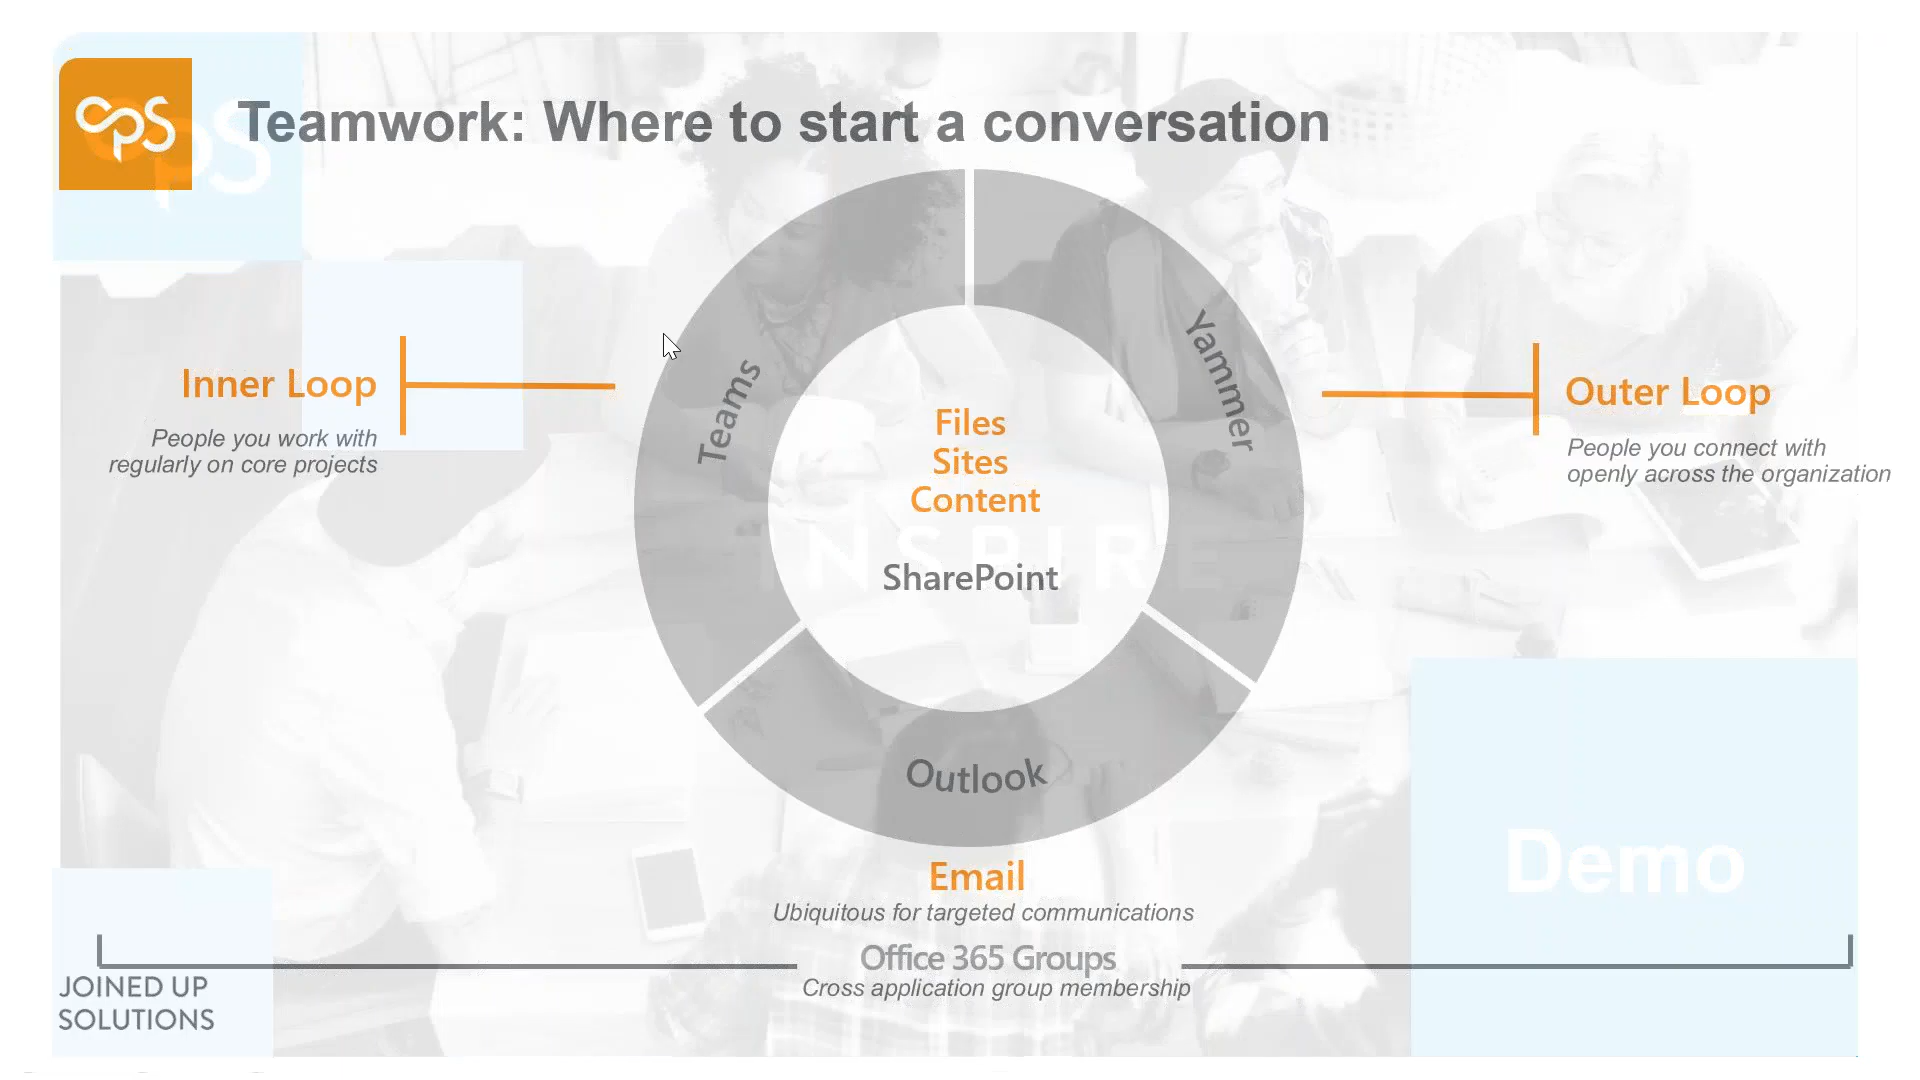 cps
Teamwork: Where to start a conversation
Inner Loop
People you work with
regularly on core projects
Teams
Yammer
Outlook
Files
Sites
Content
SharePoint
INSPIRE
Outer Loop
People you connect with
openly across the organization
Email
Ubiquitous for targeted communications
Office 365 Groups
Cross application group membership
Demo
JOINED UP
SOLUTIONS